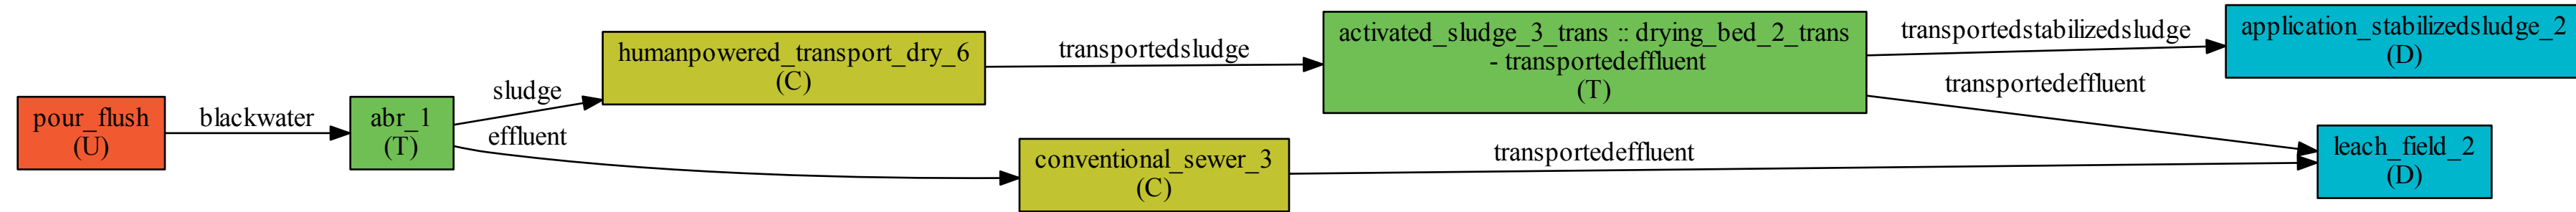 pour_flush
(U)
blackwater
abr_1
(T)
sludge
effluent
humanpowered_transport_dry_6
(C)
transportedsludge
conventional_sewer_3
(C)
transportedeffluent
activated_sludge_3_trans :: drying_bed_2_trans
- transportedeffluent
(T)
transportedstabilizedsludge
transportedeffluent
application_stabilizedsludge_2
(D)
leach_field_2
(D)